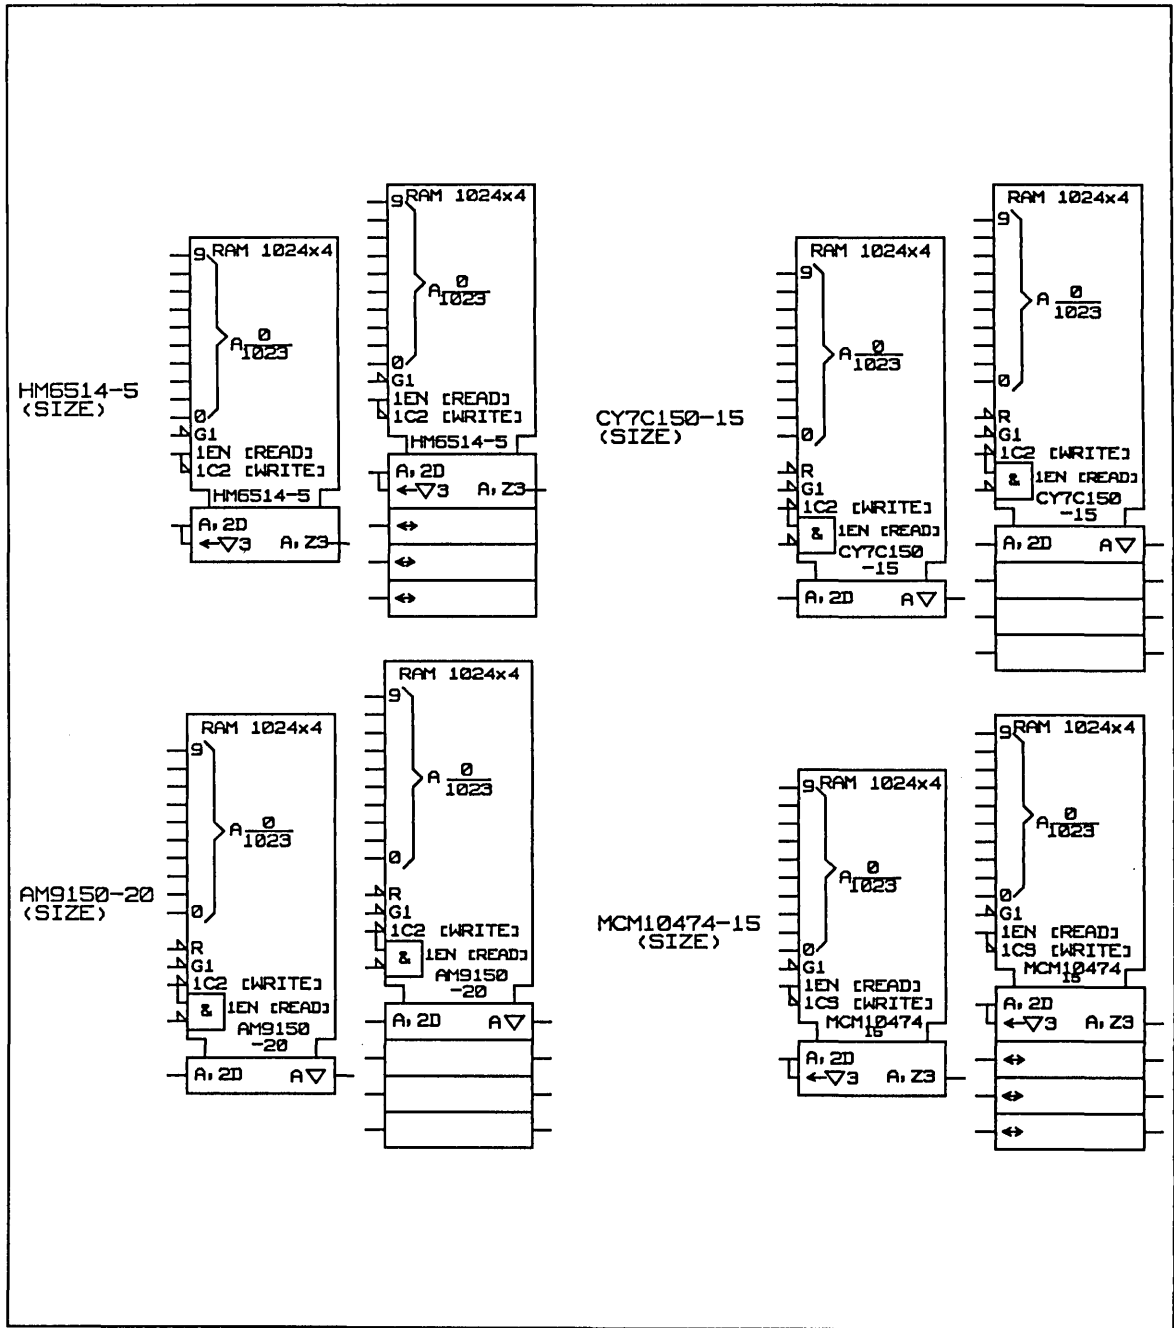 HM6514-5
(SIZE)
9 RAM 1024x4
A 0
1023
0
G1
1EN [READ]
1C2 [WRITE]
HM6514-5
A,2D
←▽3 A,Z3
9 RAM 1024x4
A 0
1023
0
G1
1EN [READ]
1C2 [WRITE]
HM6514-5
A,2D
←▽3 A,Z3
↔
↔
↔
CY7C150-15
(SIZE)
RAM 1024x4
9
A 0
1023
0
R
G1
1C2 [WRITE]
& 1EN [READ]
CY7C150
-15
A,2D A▽
RAM 1024x4
9
A 0
1023
0
R
G1
1C2 [WRITE]
& 1EN [READ]
CY7C150
-15
A,2D A▽
AM9150-20
(SIZE)
RAM 1024x4
9
A 0
1023
0
R
G1
1C2 [WRITE]
& 1EN [READ]
AM9150
-20
A,2D A▽
RAM 1024x4
9
A 0
1023
0
R
G1
1C2 [WRITE]
& 1EN [READ]
AM9150
-20
A,2D A▽
MCM10474-15
(SIZE)
9 RAM 1024x4
A 0
1023
0
G1
1EN [READ]
1CS [WRITE]
MCM10474
15
A,2D
←▽3 A,Z3
9 RAM 1024x4
A 0
1023
0
G1
1EN [READ]
1CS [WRITE]
MCM10474
15
A,2D
←▽3 A,Z3
↔
↔
↔